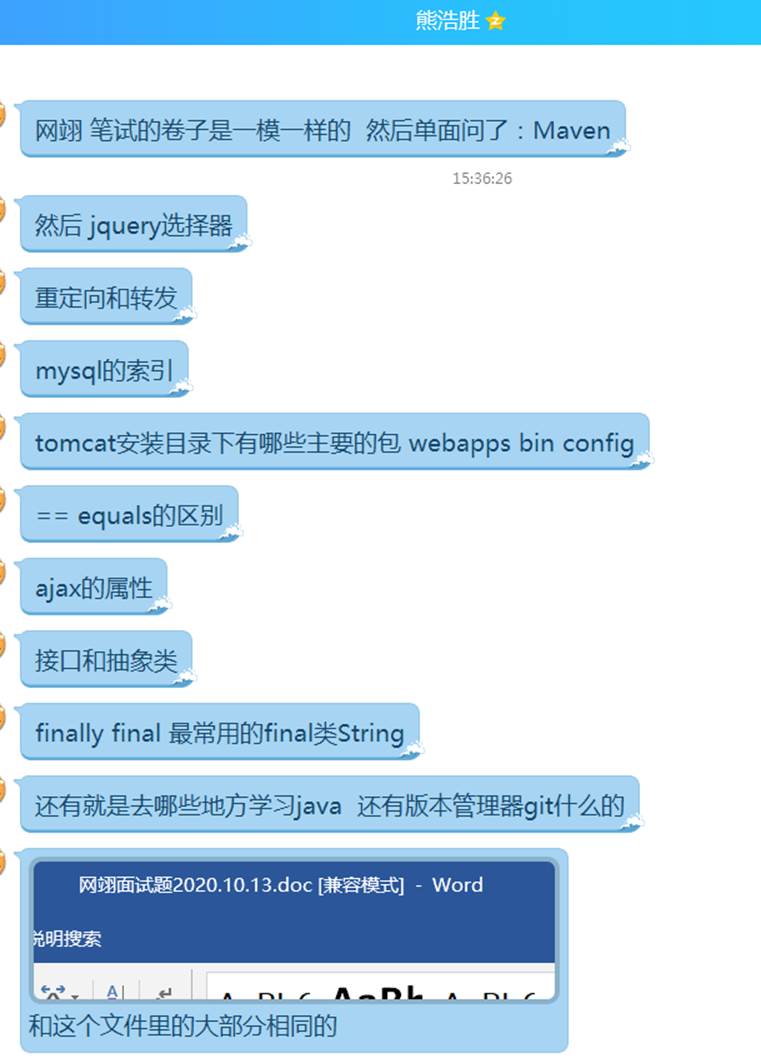 熊浩胜
网翊 笔试的卷子是一模一样的  然后单面问了：Maven
15:36:26
然后 jquery选择器
重定向和转发
mysql的索引
tomcat安装目录下有哪些主要的包 webapps bin config
== equals的区别
ajax的属性
接口和抽象类
finally final 最常用的final类String
还有就是去哪些地方学习java  还有版本管理器git什么的
网翊面试题2020.10.13.doc [兼容模式] - Word
说明搜索
和这个文件里的大部分相同的